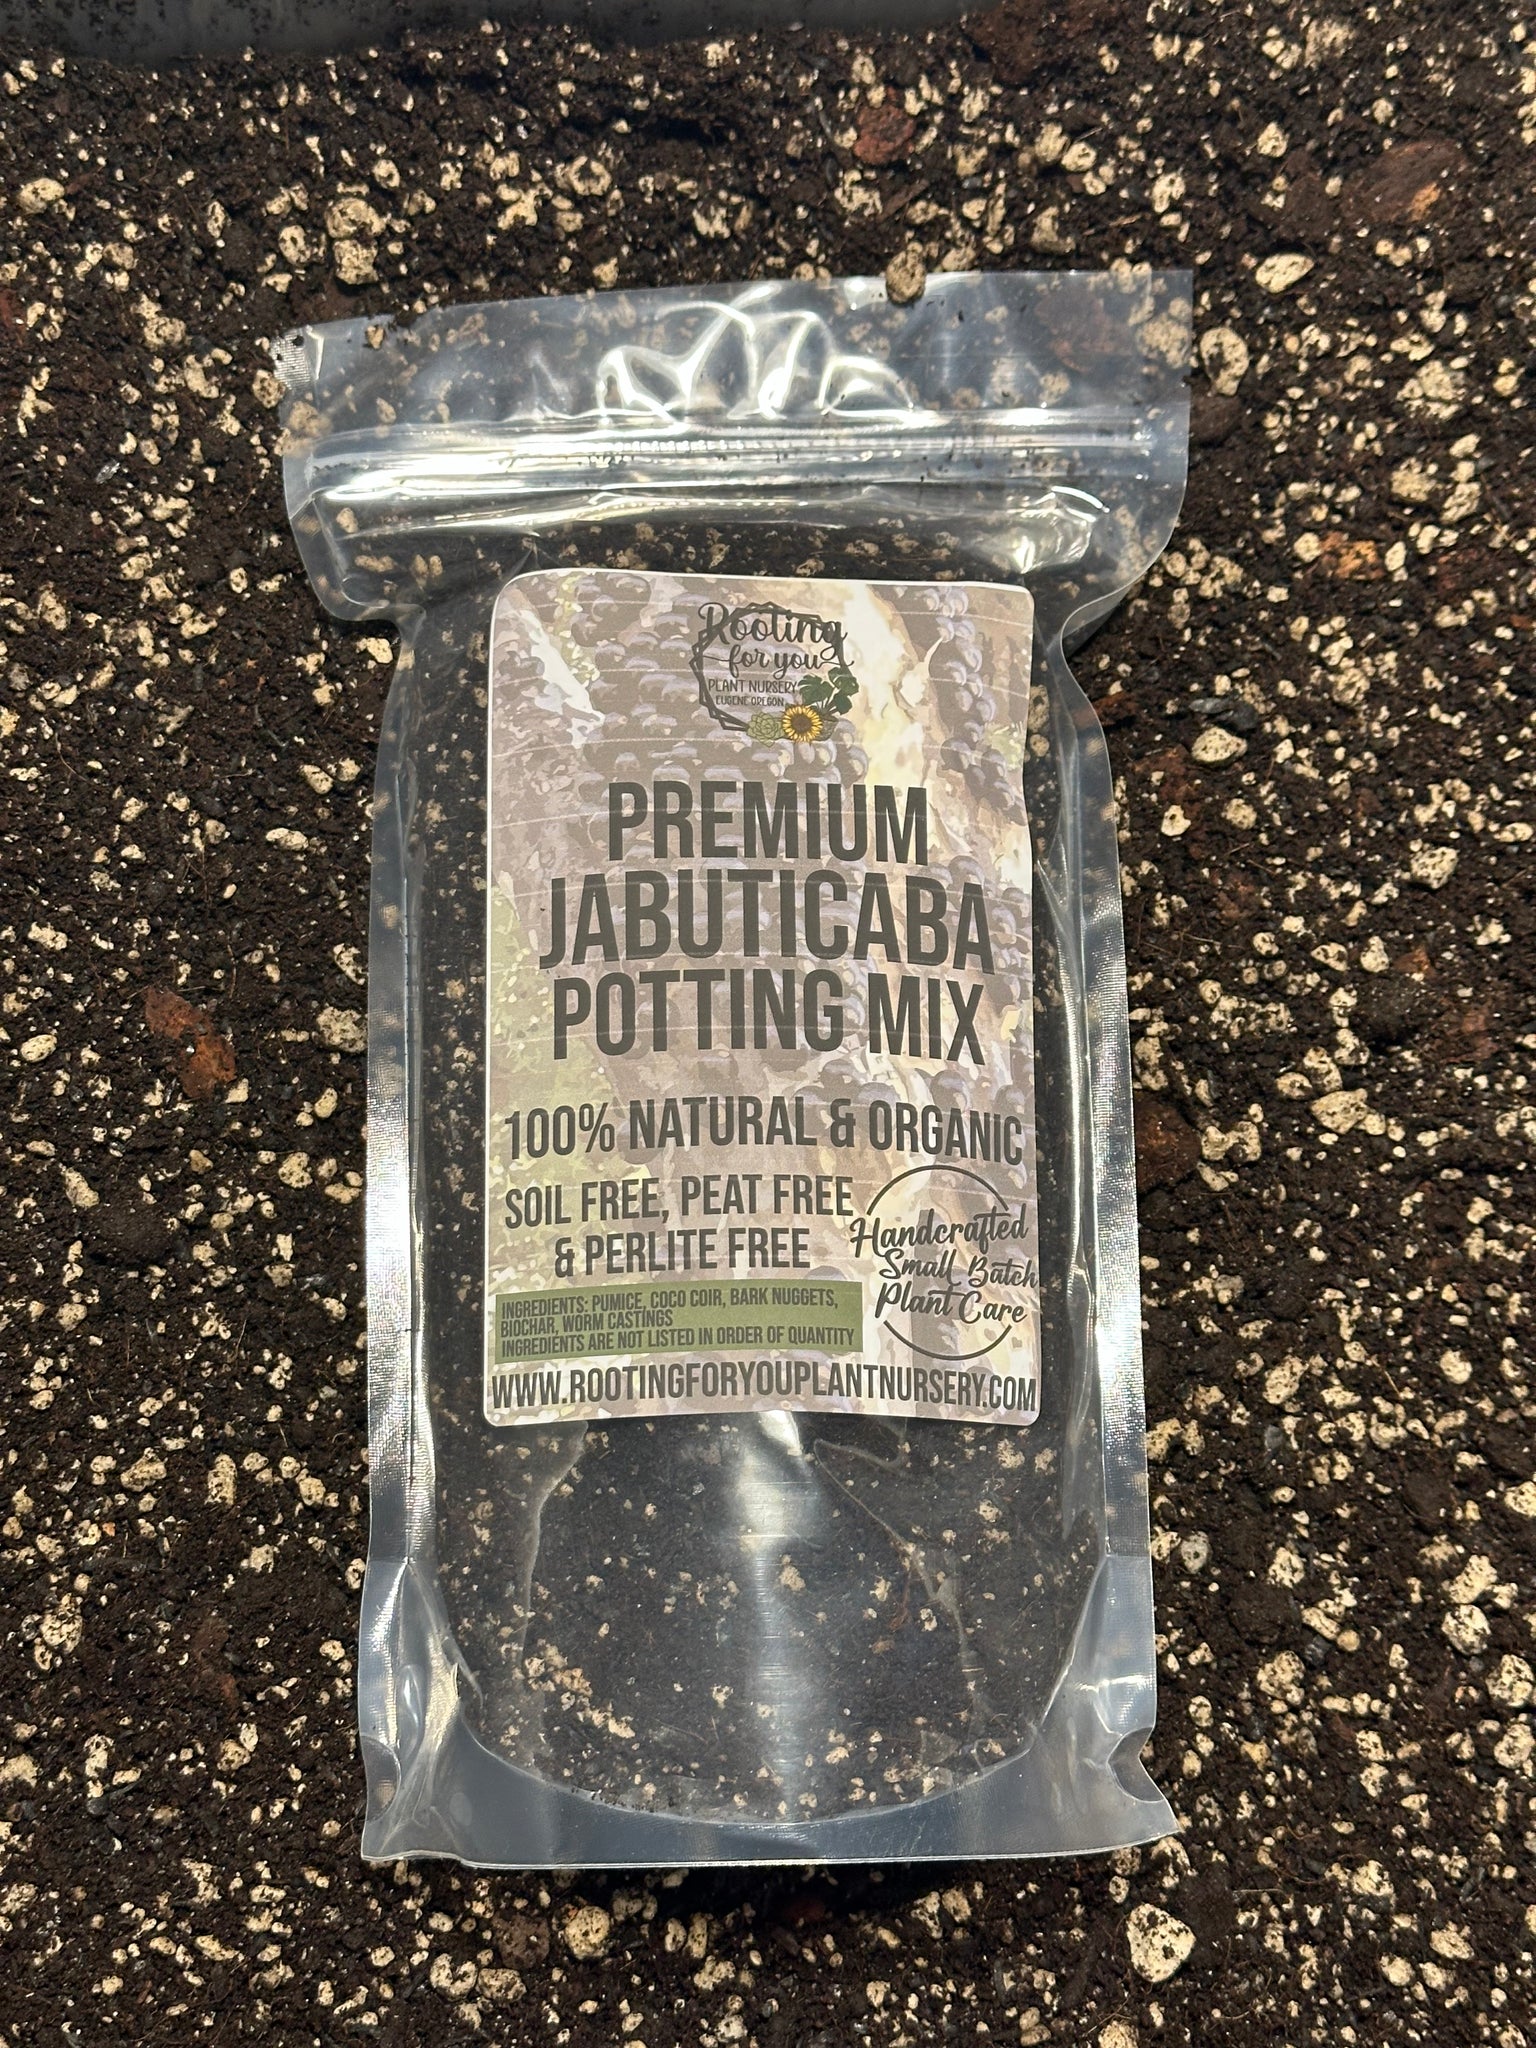 Rooting
for you
PLANT NURSERY
EUGENE OREGON
PREMIUM
JABUTICABA
POTTING MIX
100% NATURAL & ORGANIC
SOIL FREE, PEAT FREE
& PERLITE FREE
Handcrafted
Small Batch
Plant Care
INGREDIENTS: PUMICE, COCO COIR, BARK NUGGETS,
BIOCHAR, WORM CASTINGS
INGREDIENTS ARE NOT LISTED IN ORDER OF QUANTITY
WWW.ROOTINGFORYOUPLANTNURSERY.COM